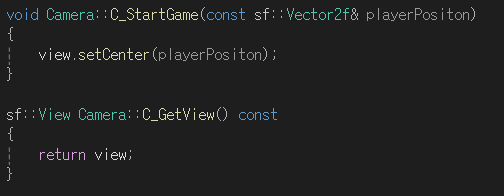 void Camera::C_StartGame(const sf::Vector2f& playerPositon)
{
    view.setCenter(playerPositon);
}
sf::View Camera::C_GetView() const
{
    return view;
}